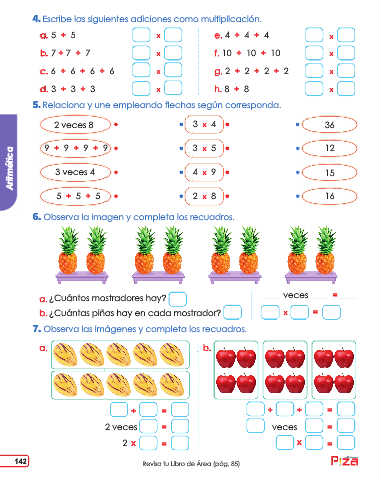 4. Escribe las siguientes adiciones como multiplicación.
a. 5 + 5 x e. 4 + 4 + 4 x
b. 7 + 7 + 7 x f. 10 + 10 + 10 x
c. 6 + 6 + 6 + 6 x g. 2 + 2 + 2 + 2 x
d. 3 + 3 + 3 x h. 8 + 8 x
5. Relaciona y une empleando flechas según corresponda.
2 veces 8 3 x 4 36
9 + 9 + 9 + 9 3 x 5 12
3 veces 4 4 x 9 15
5 + 5 + 5 2 x 8 16
Aritmética
6. Observa la imagen y completa los recuadros.
a. ¿Cuántos mostradores hay? veces =
b. ¿Cuántas piñas hay en cada mostrador? x =
7. Observa las imágenes y completa los recuadros.
a. b.
+ = + + =
2 veces = veces =
2 x = x =
142
Revisa tu Libro de Área (pág. 85)
Piza